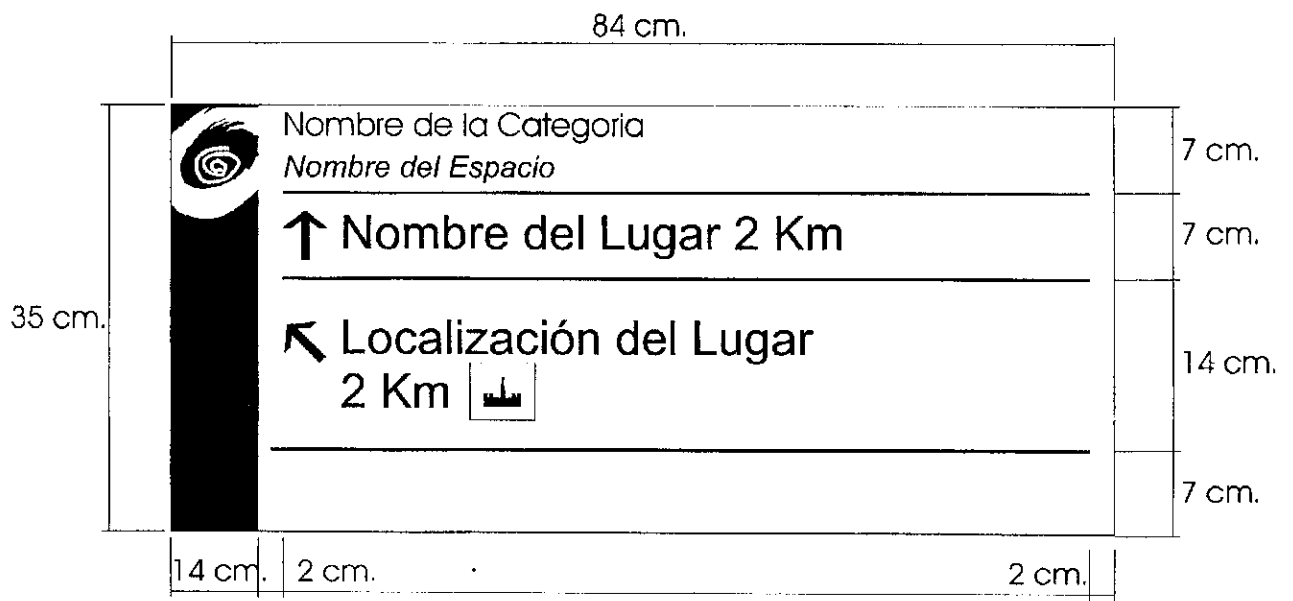 84 cm.
Nombre de la Categoria
Nombre del Espacio
7 cm.
↑ Nombre del Lugar 2 Km
7 cm.
35 cm.
↖ Localización del Lugar
2 Km
14 cm.
7 cm.
14 cm.
2 cm.
2 cm.